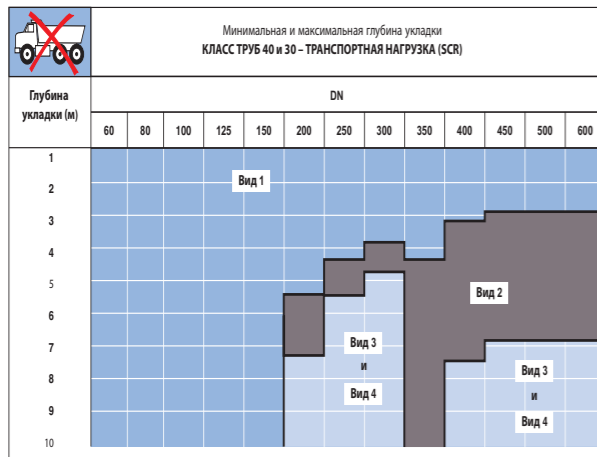 Минимальная и максимальная глубина укладки
КЛАСС ТРУБ 40 и 30 – ТРАНСПОРТНАЯ НАГРУЗКА (SCR)
Глубина
укладки (м)
DN
60 80 100 125 150 200 250 300 350 400 450 500 600
1
2
Вид 1
3
4
5
Вид 2
6
7
Вид 3
и
Вид 4
8
9
10
Вид 3
и
Вид 4